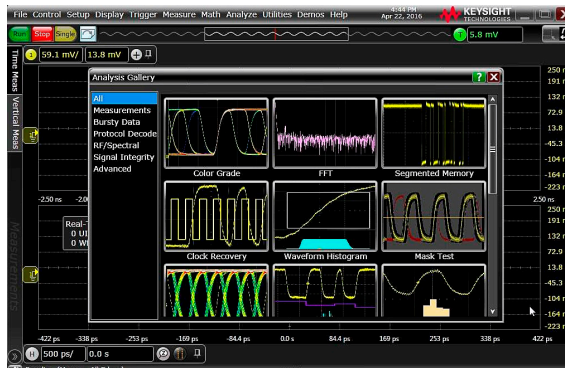 File Control Setup Display Trigger Measure Math Analyze Utilities Demos Help
4:44 PM
Apr 22, 2016
KEYSIGHT
TECHNOLOGIES
Run Stop Single
T 5.8 mV
1 59.1 mV/ 13.8 mV
Time Meas
Vertical Meas
Measurements
Analysis Gallery
All
Measurements
Bursty Data
Protocol Decode
RF/Spectral
Signal Integrity
Advanced
Color Grade
FFT
Segmented Memory
Clock Recovery
Waveform Histogram
Mask Test
250
191
132
72.9
13.8
-45.3
-104
-164
-223
-250 ns
250 ns
250
191
132
72.9
13.8
-45.3
-104
-164
-223
-422 ps -338 ps -253 ps -169 ps -84.4 ps 0.0 s 84.4 ps 169 ps 253 ps 338 ps 422 ps
H 500 ps/ 0.0 s